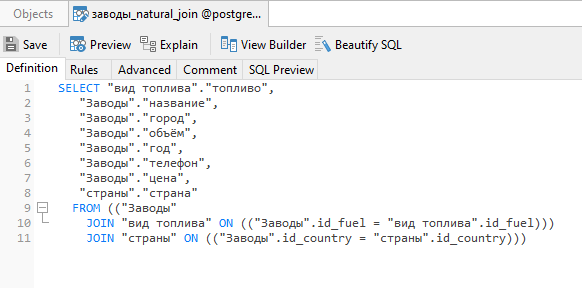 Objects
заводы_natural_join @postgre...
Save Preview Explain View Builder Beautify SQL
Definition Rules Advanced Comment SQL Preview
1 SELECT "вид топлива"."топливо",
2 "Заводы"."название",
3 "Заводы"."город",
4 "Заводы"."объём",
5 "Заводы"."год",
6 "Заводы"."телефон",
7 "Заводы"."цена",
8 "страны"."страна"
9 FROM (("Заводы"
10 JOIN "вид топлива" ON (("Заводы".id_fuel = "вид топлива".id_fuel)))
11 JOIN "страны" ON (("Заводы".id_country = "страны".id_country)))